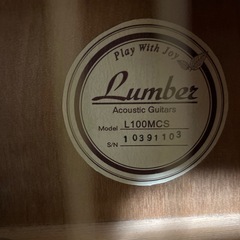 Play With Joy
Lumber
Acoustic Guitars
Model L100MCS
S/N 10391103